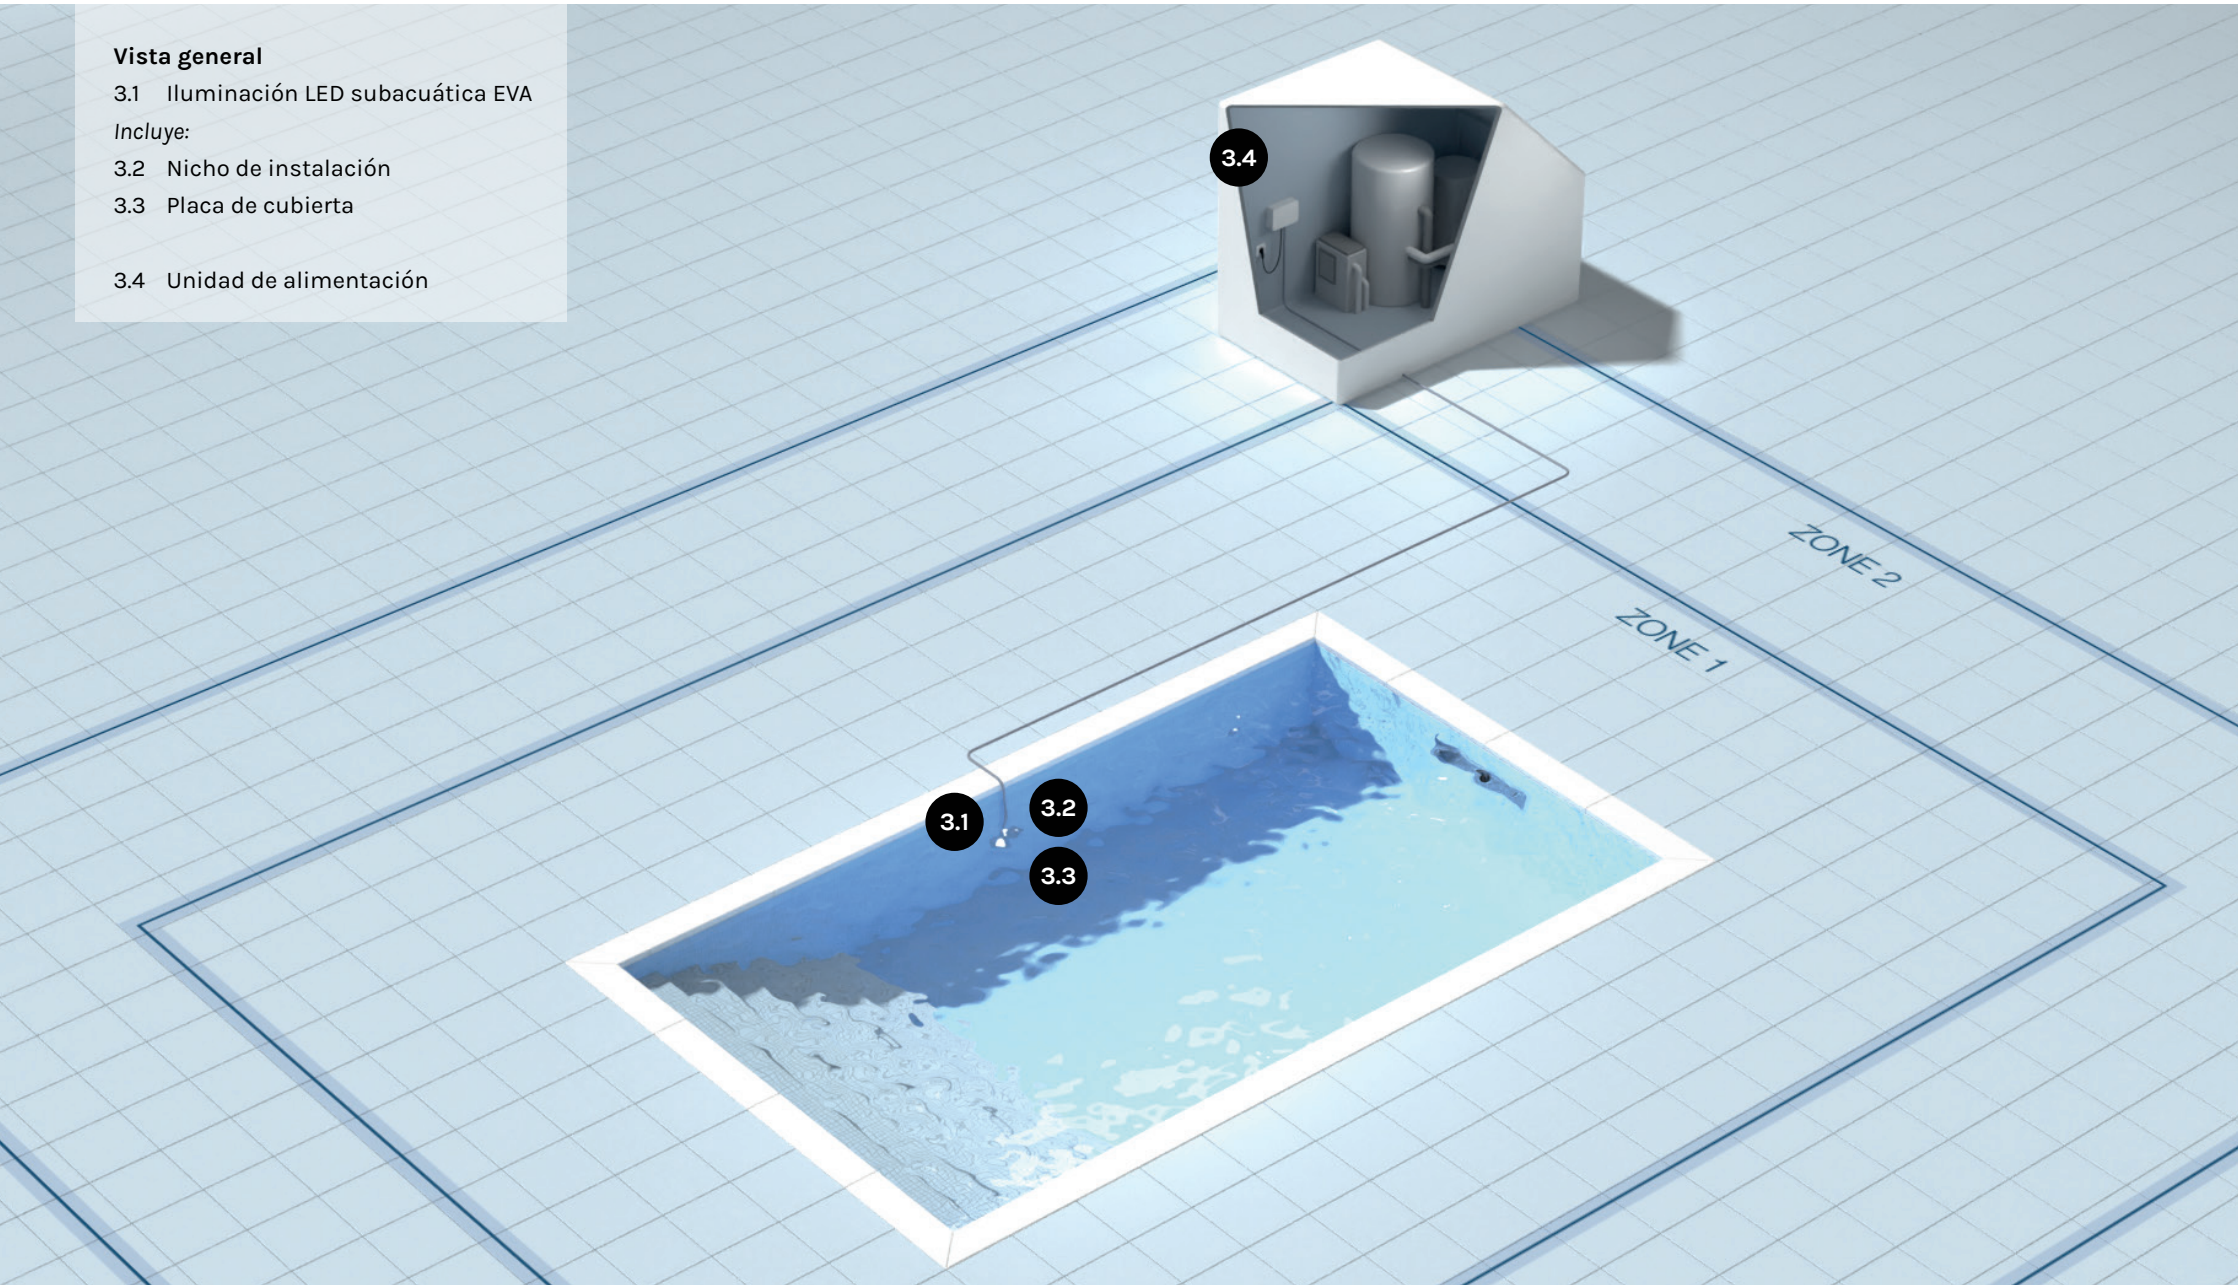 Vista general
3.1 Iluminación LED subacuática EVA
Incluye:
3.2 Nicho de instalación
3.3 Placa de cubierta
3.4 Unidad de alimentación
3.4
ZONE 2
ZONE 1
3.1
3.2
3.3